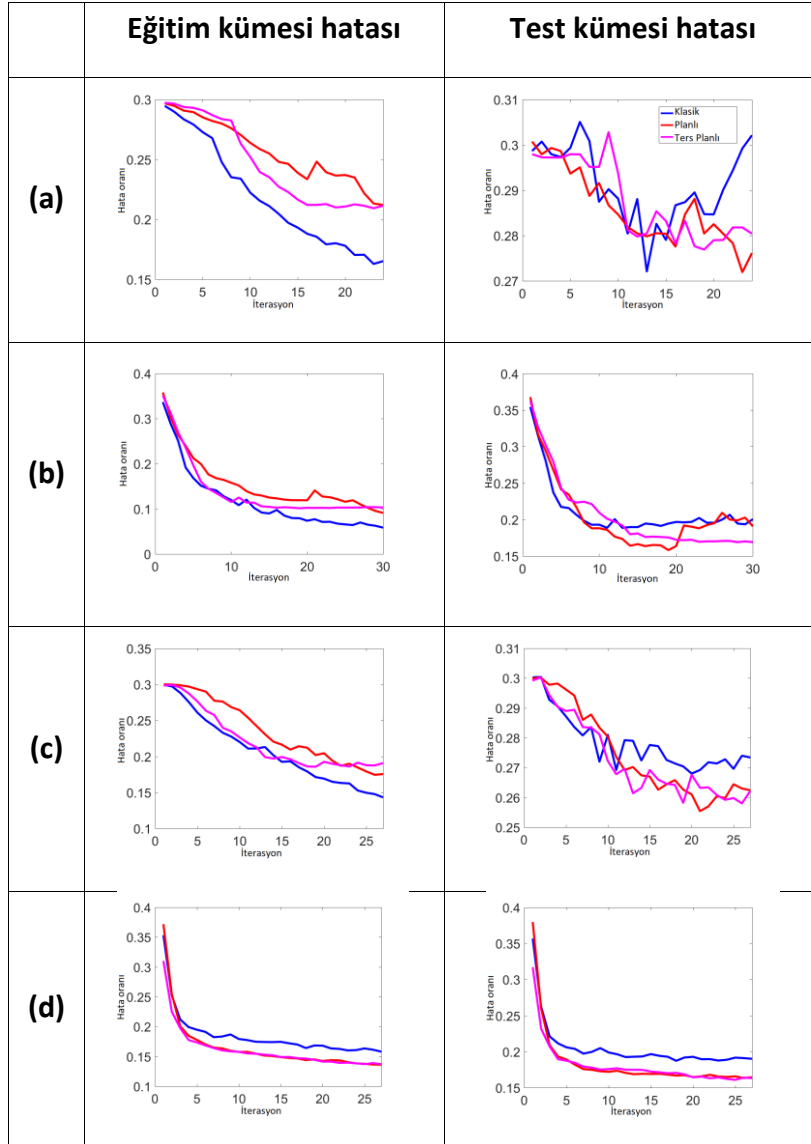 Eğitim kümesi hatası
Test kümesi hatası
(a)
0.3
0.25
0.2
0.15
0 5 10 15 20
Hata oranı
İterasyon
0.31
0.3
0.29
0.28
0.27
0 5 10 15 20
Hata oranı
İterasyon
Klasik
Planlı
Ters Planlı
(b)
0.4
0.3
0.2
0.1
0
0 10 20 30
Hata oranı
İterasyon
0.4
0.35
0.3
0.25
0.2
0.15
0 10 20 30
Hata oranı
İterasyon
(c)
0.35
0.3
0.25
0.2
0.15
0.1
0 5 10 15 20 25
Hata oranı
İterasyon
0.31
0.3
0.29
0.28
0.27
0.26
0.25
0 5 10 15 20 25
Hata oranı
İterasyon
(d)
0.4
0.35
0.3
0.25
0.2
0.15
0.1
0 5 10 15 20 25
Hata oranı
İterasyon
0.4
0.35
0.3
0.25
0.2
0.15
0 5 10 15 20 25
Hata oranı
İterasyon